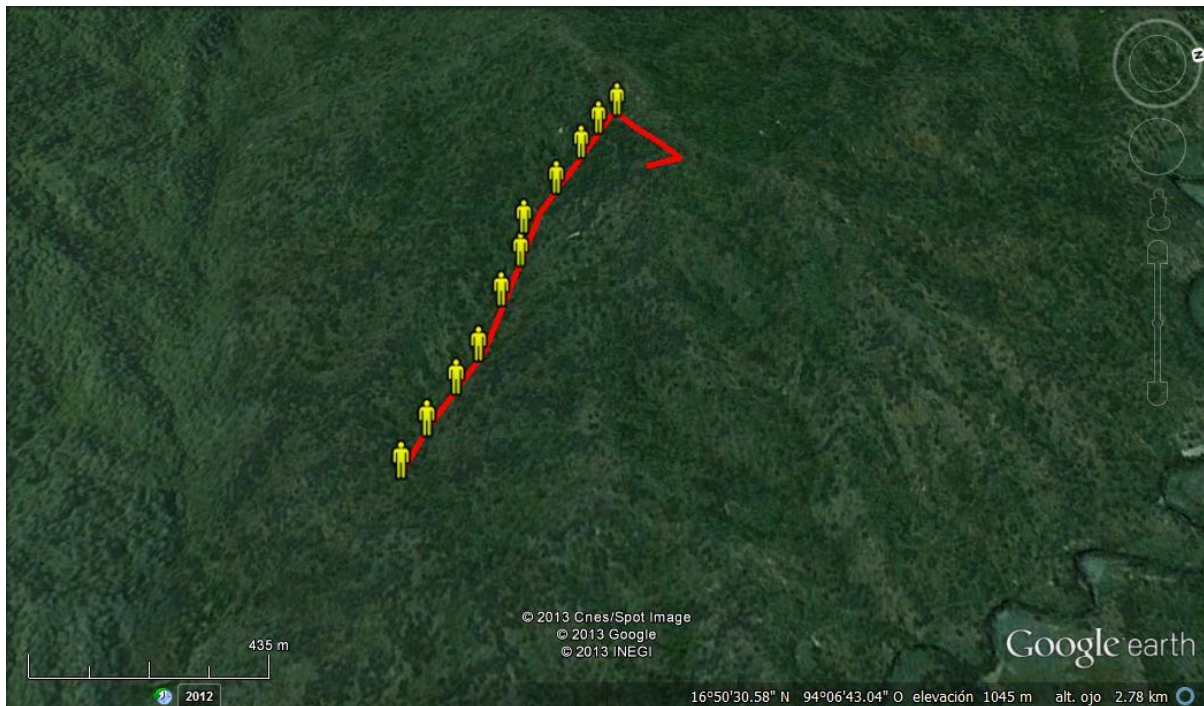 N
435 m
© 2013 Cnes/Spot Image
© 2013 Google
© 2013 INEGI
Google earth
2012
16°50'30.58" N 94°06'43.04" O elevación 1045 m alt. ojo 2.78 km